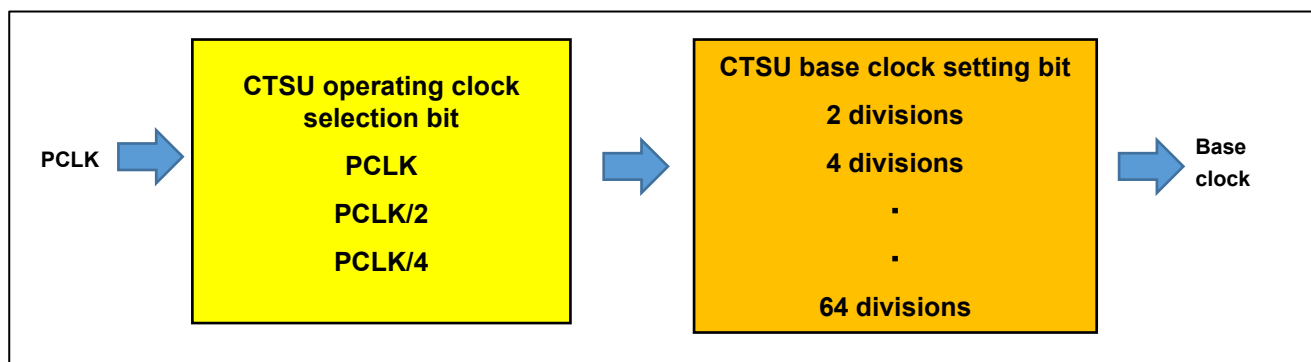 PCLK
CTSU operating clock
selection bit
PCLK
PCLK/2
PCLK/4
CTSU base clock setting bit
2 divisions
4 divisions
.
.
64 divisions
Base
clock